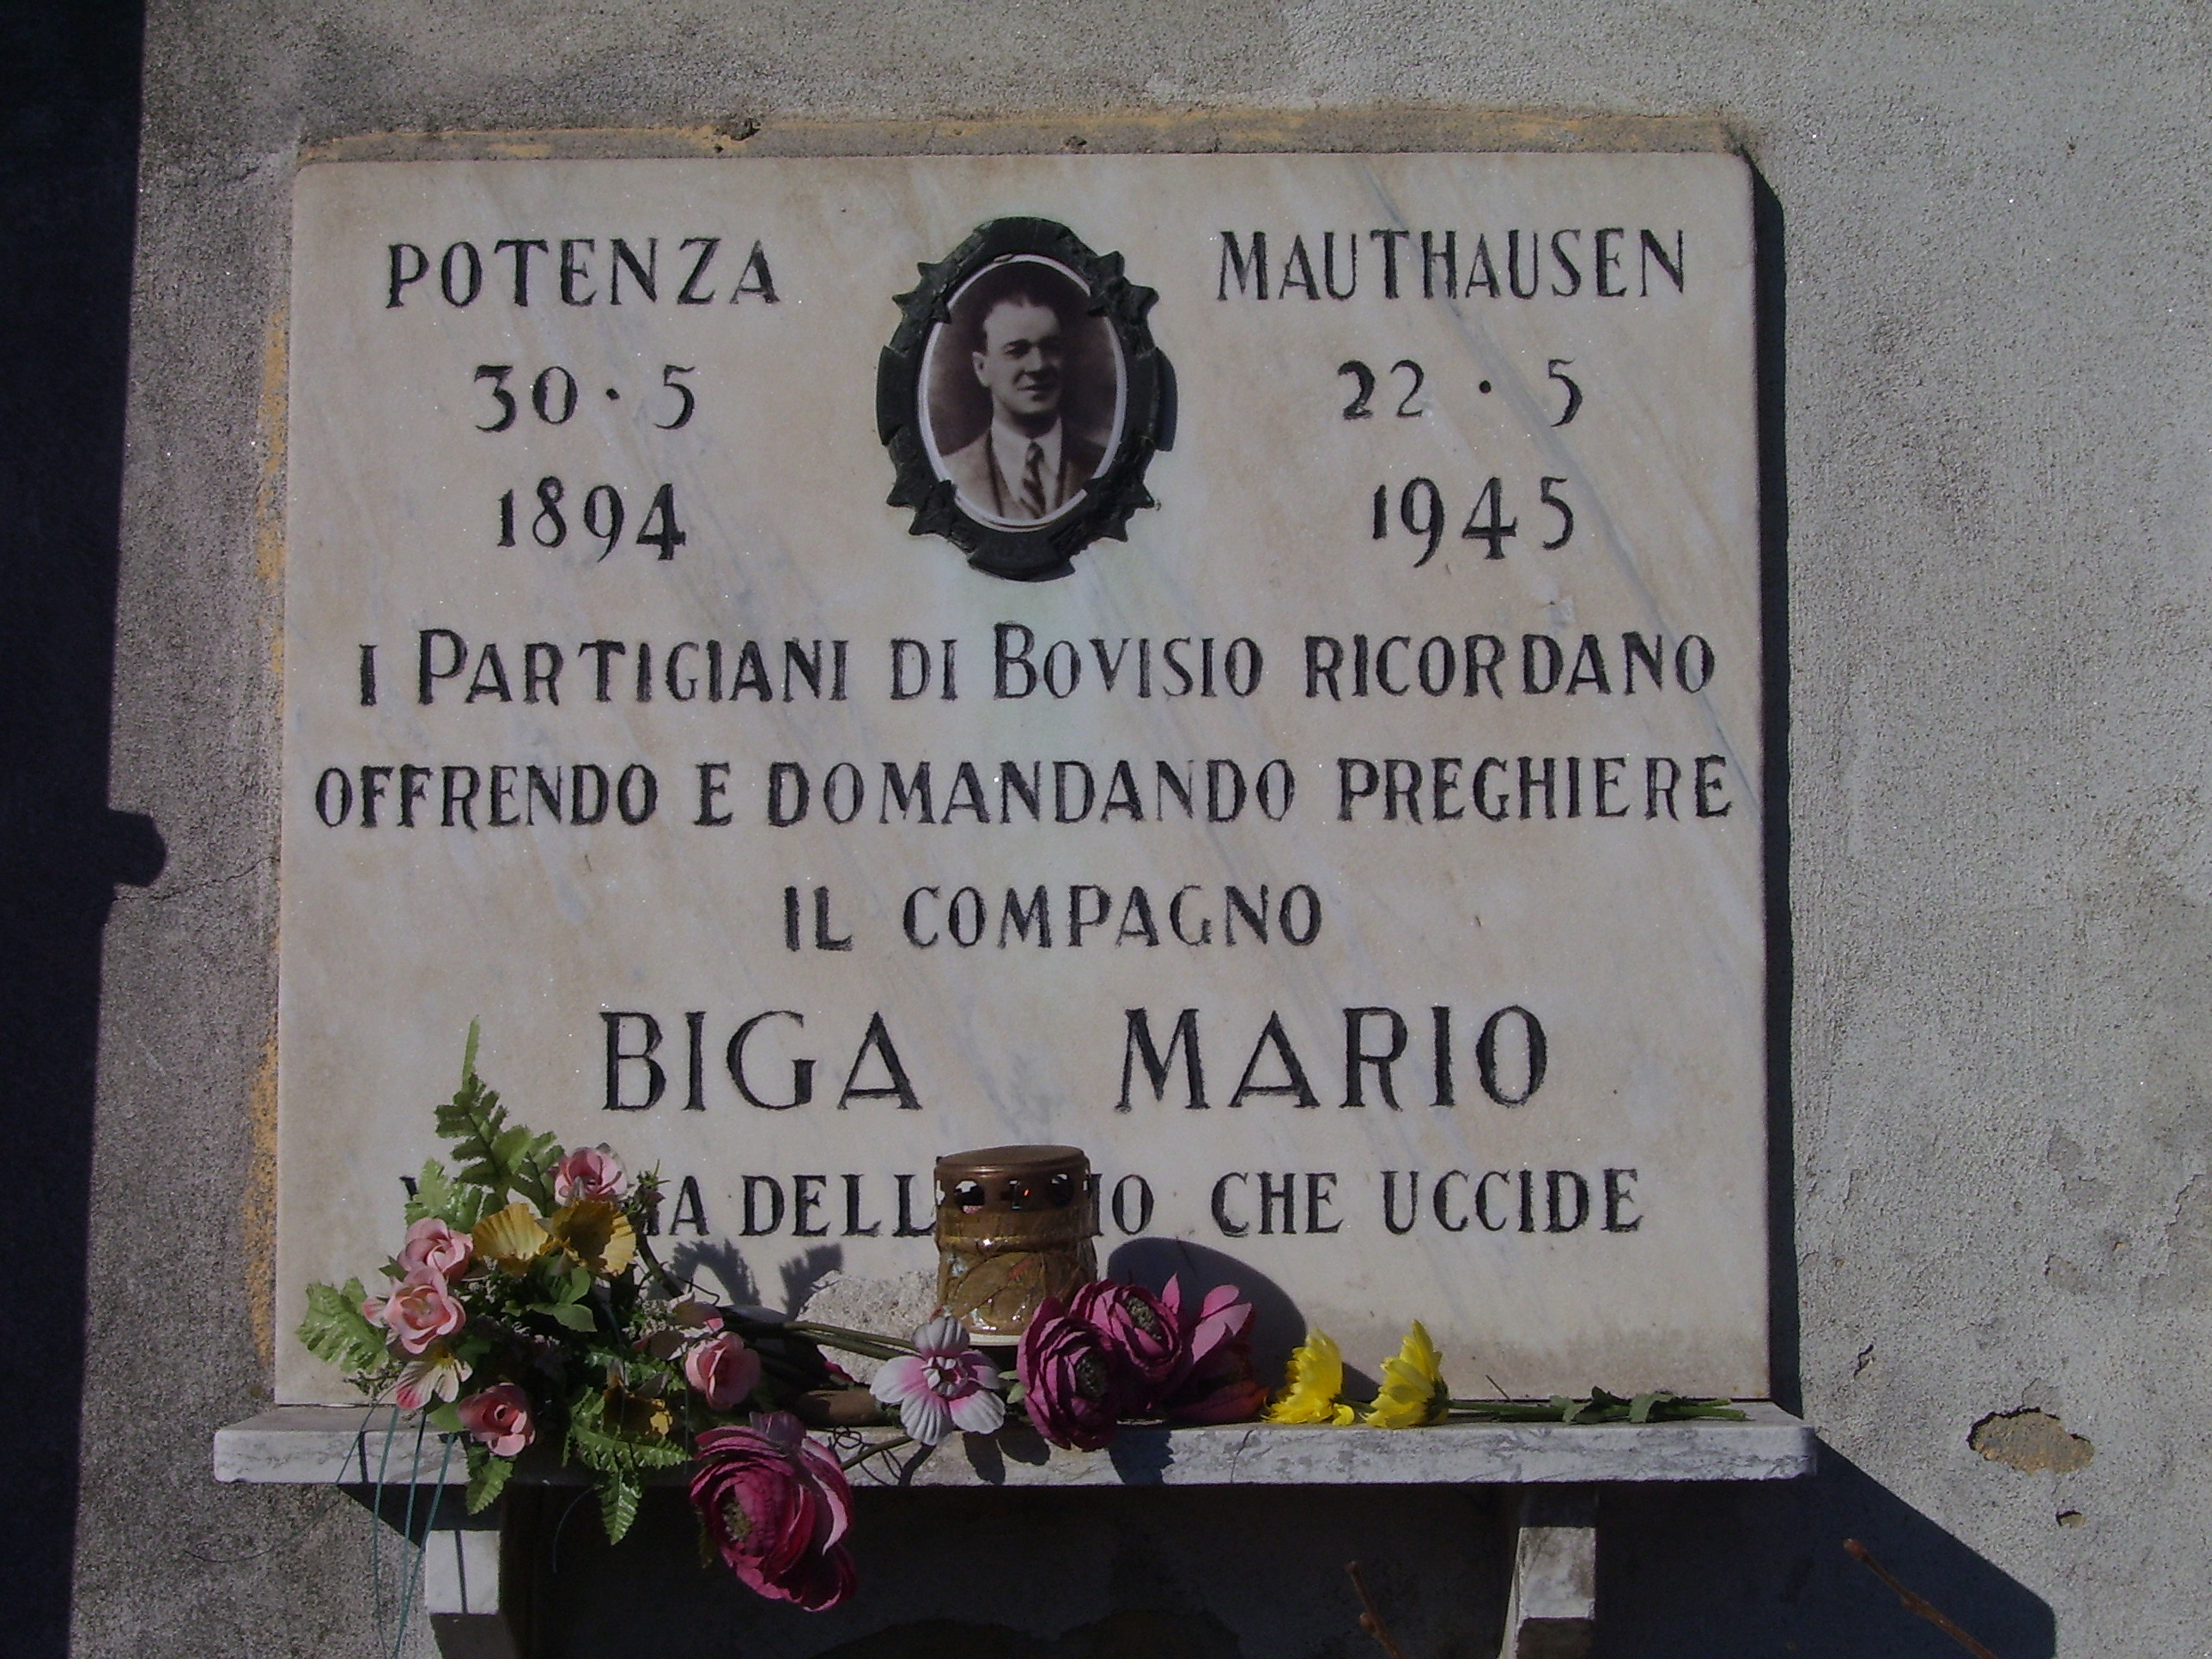 POTENZA
30 · 5
1894
MAUTHAUSEN
22 · 5
1945
I PARTIGIANI DI BOVISIO RICORDANO
OFFRENDO E DOMANDANDO PREGHIERE
IL COMPAGNO
BIGA MARIO
CHE UCCIDE